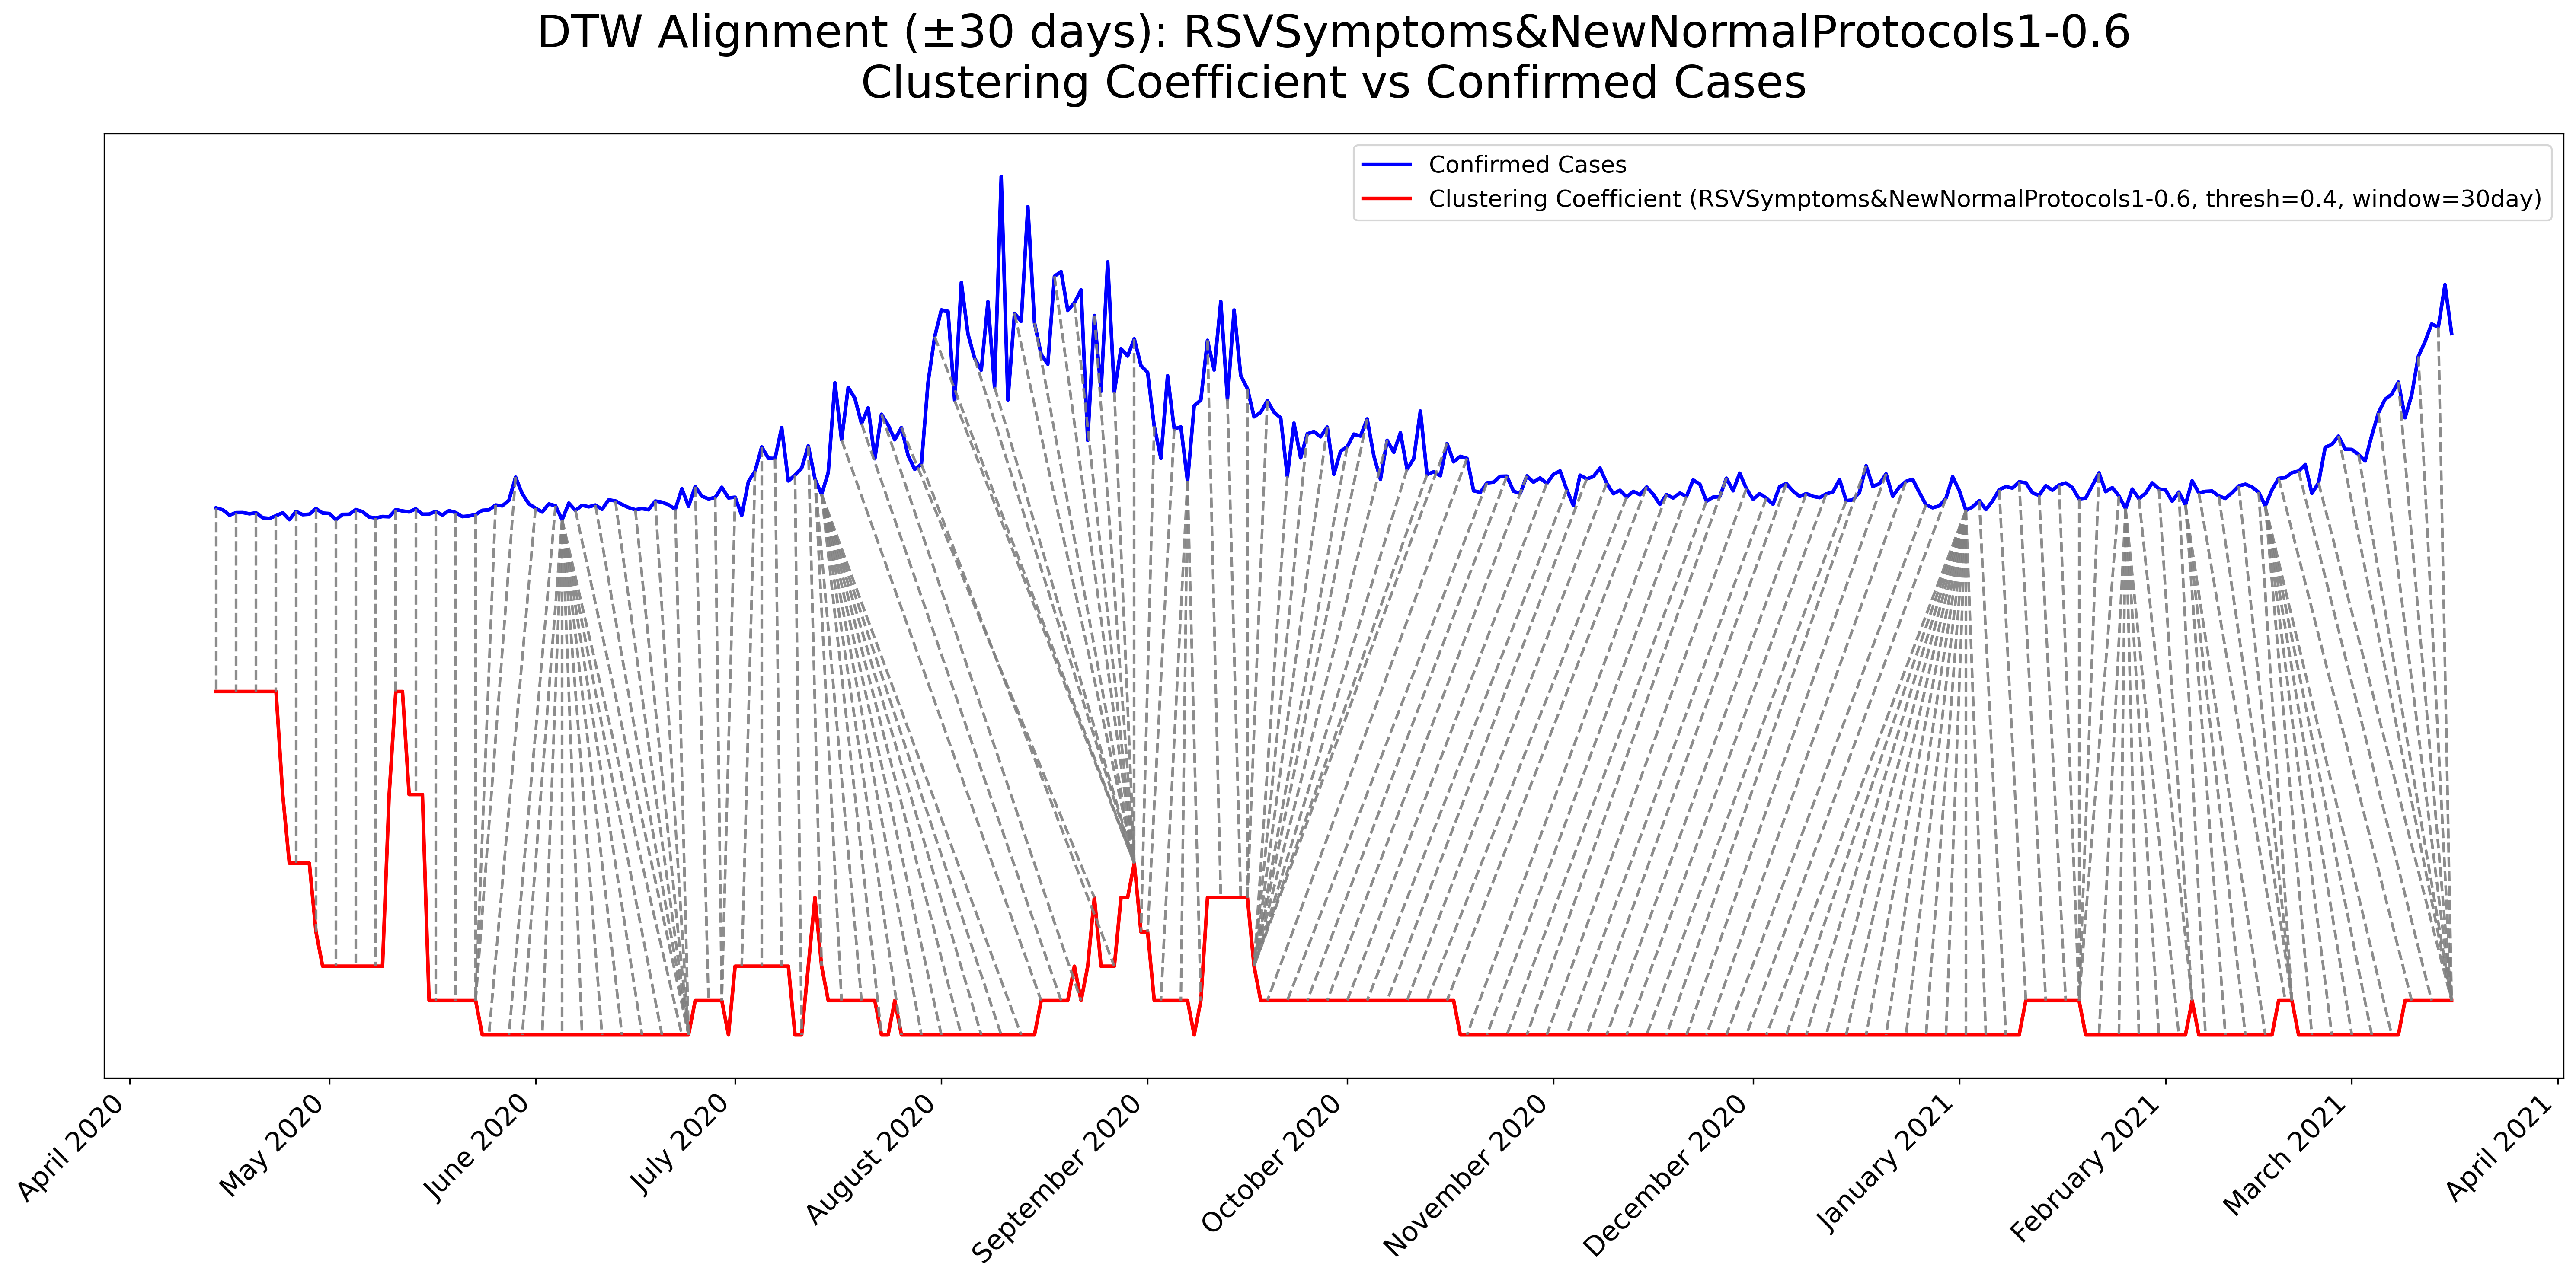 DTW Alignment (±30 days): RSVSymptoms&NewNormalProtocols1-0.6
Clustering Coefficient vs Confirmed Cases
Confirmed Cases
Clustering Coefficient (RSVSymptoms&NewNormalProtocols1-0.6, thresh=0.4, window=30day)
April 2020
May 2020
June 2020
July 2020
August 2020
September 2020
October 2020
November 2020
December 2020
January 2021
February 2021
March 2021
April 2021